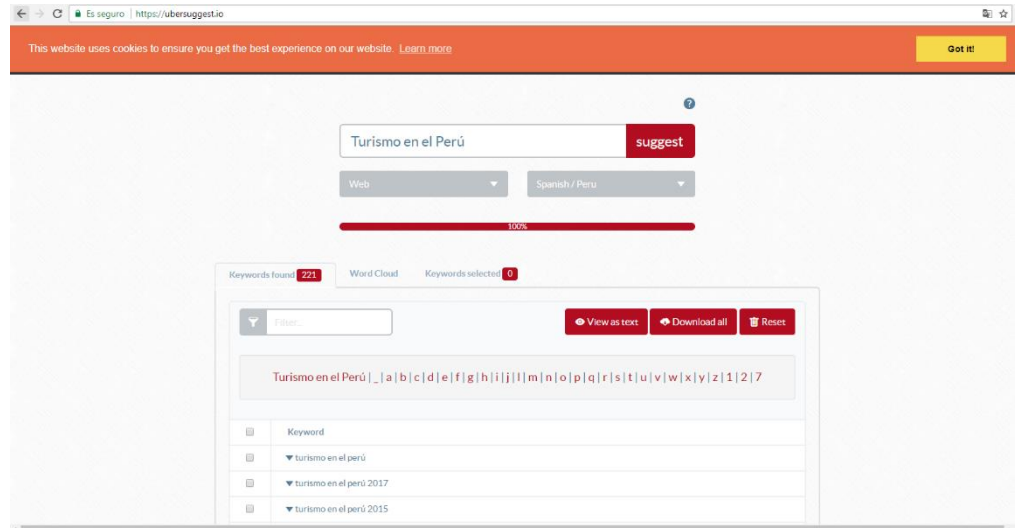 Es seguro | https://ubersuggest.io
This website uses cookies to ensure you get the best experience on our website. Learn more
Got it!
?
Turismo en el Perú suggest
Web Spanish / Peru
100%
Keywords found 221 Word Cloud Keywords selected 0
Filter... View as text Download all Reset
Turismo en el Perú | _ | a | b | c | d | e | f | g | h | i | j | l | m | n | o | p | q | r | s | t | u | v | w | x | y | z | 1 | 2 | 7
Keyword
turismo en el perú
turismo en el perú 2017
turismo en el perú 2015